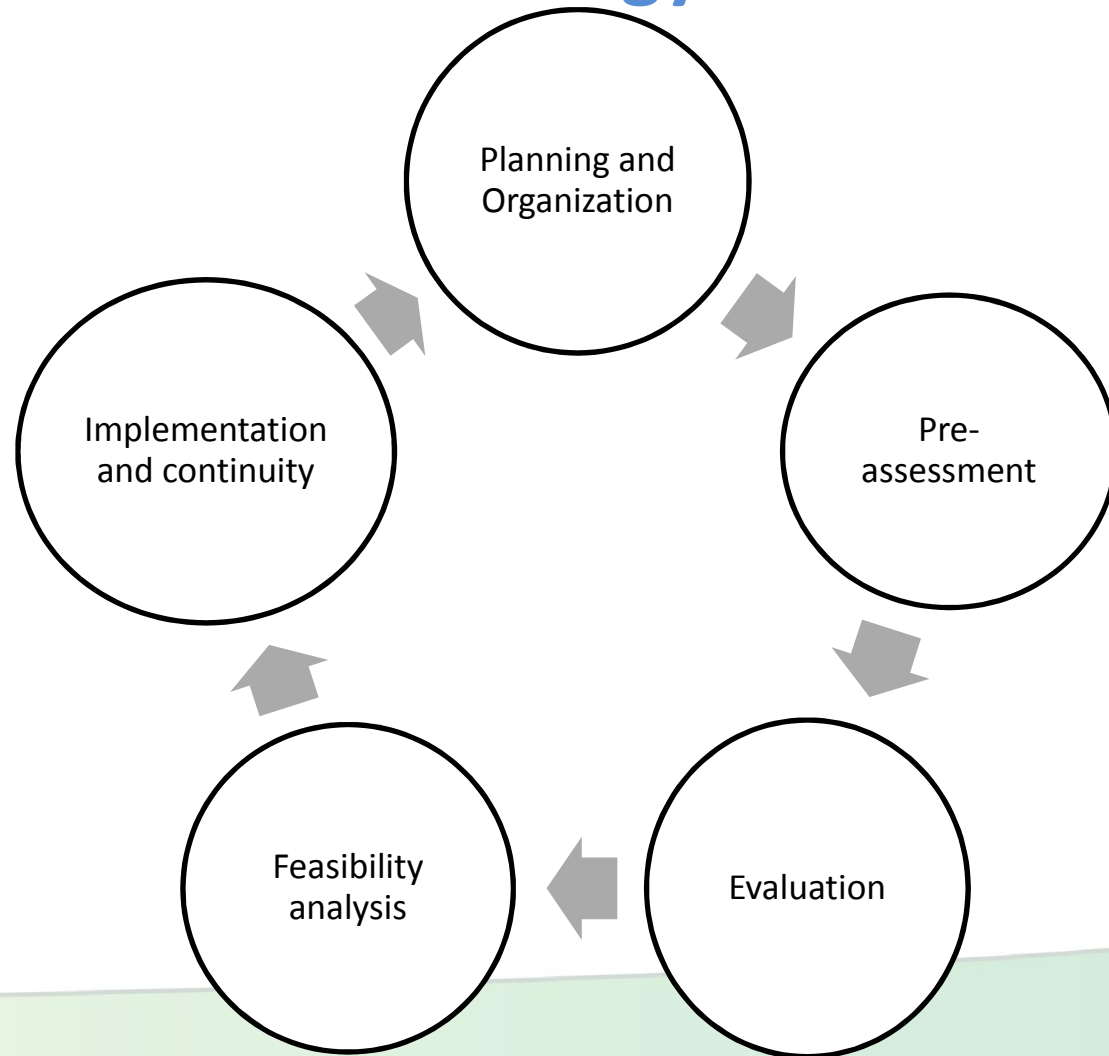 Planning and
Organization
Pre-
assessment
Evaluation
Feasibility
analysis
Implementation
and continuity